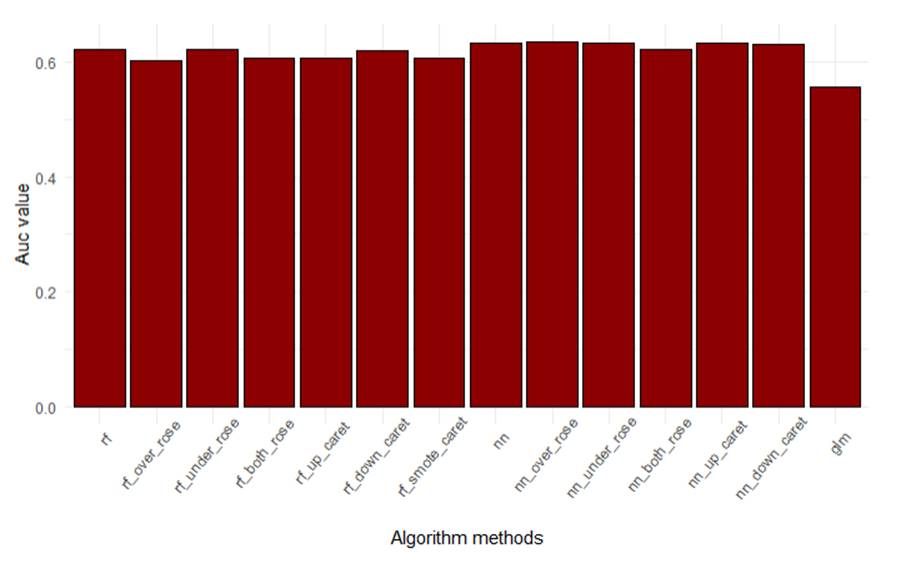 Auc value
0.6
0.4
0.2
0.0
rf
rf_over_rose
rf_under_rose
rf_both_rose
rf_up_caret
rf_down_caret
rf_smote_caret
nn
nn_over_rose
nn_under_rose
nn_both_rose
nn_up_caret
nn_down_caret
glm
Algorithm methods